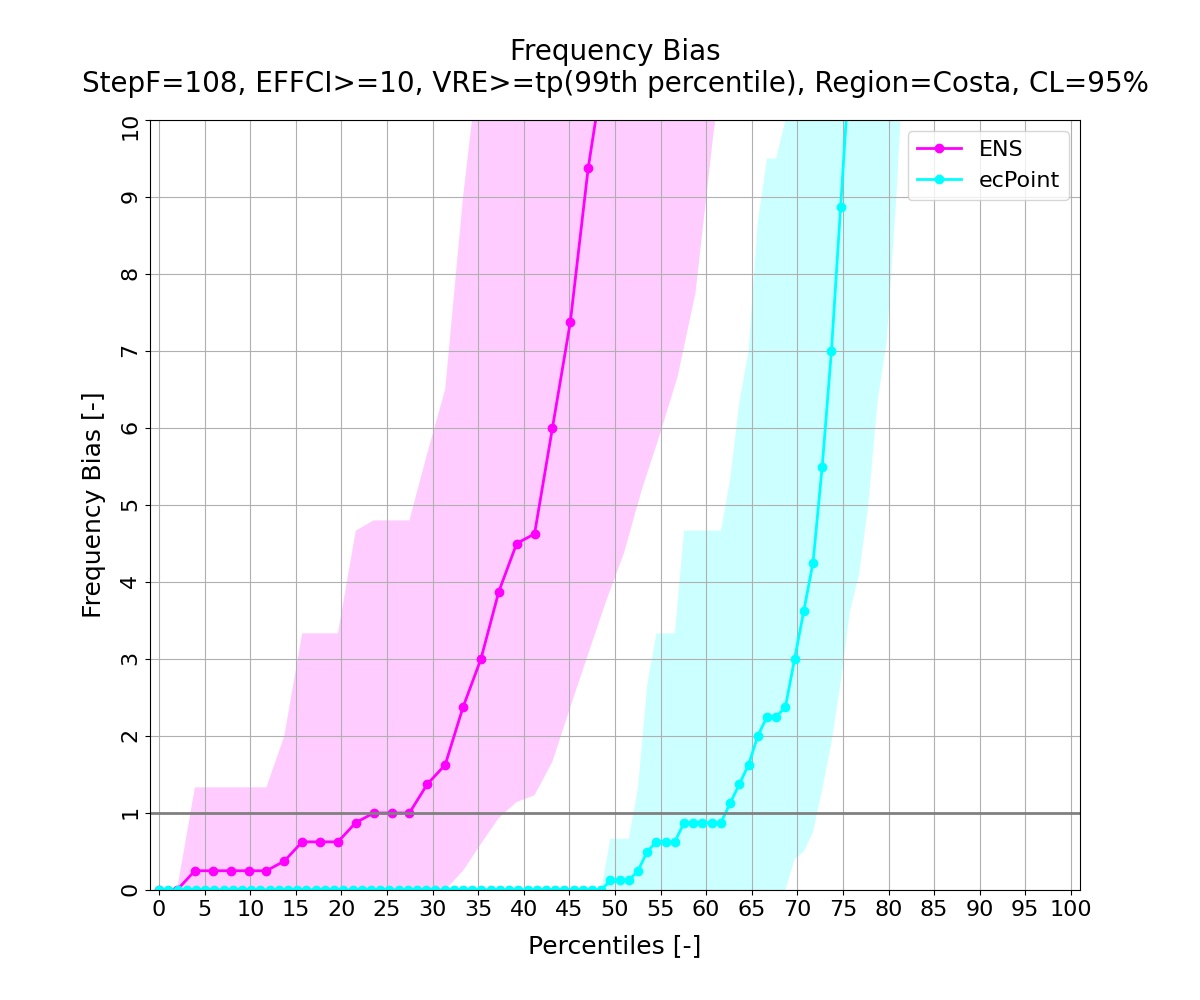 Frequency Bias
StepF=108, EFFCI>=10, VRE>=tp(99th percentile), Region=Costa, CL=95%
ENS
ecPoint
Frequency Bias [-]
10
9
8
7
6
5
4
3
2
1
0
0 5 10 15 20 25 30 35 40 45 50 55 60 65 70 75 80 85 90 95 100
Percentiles [-]